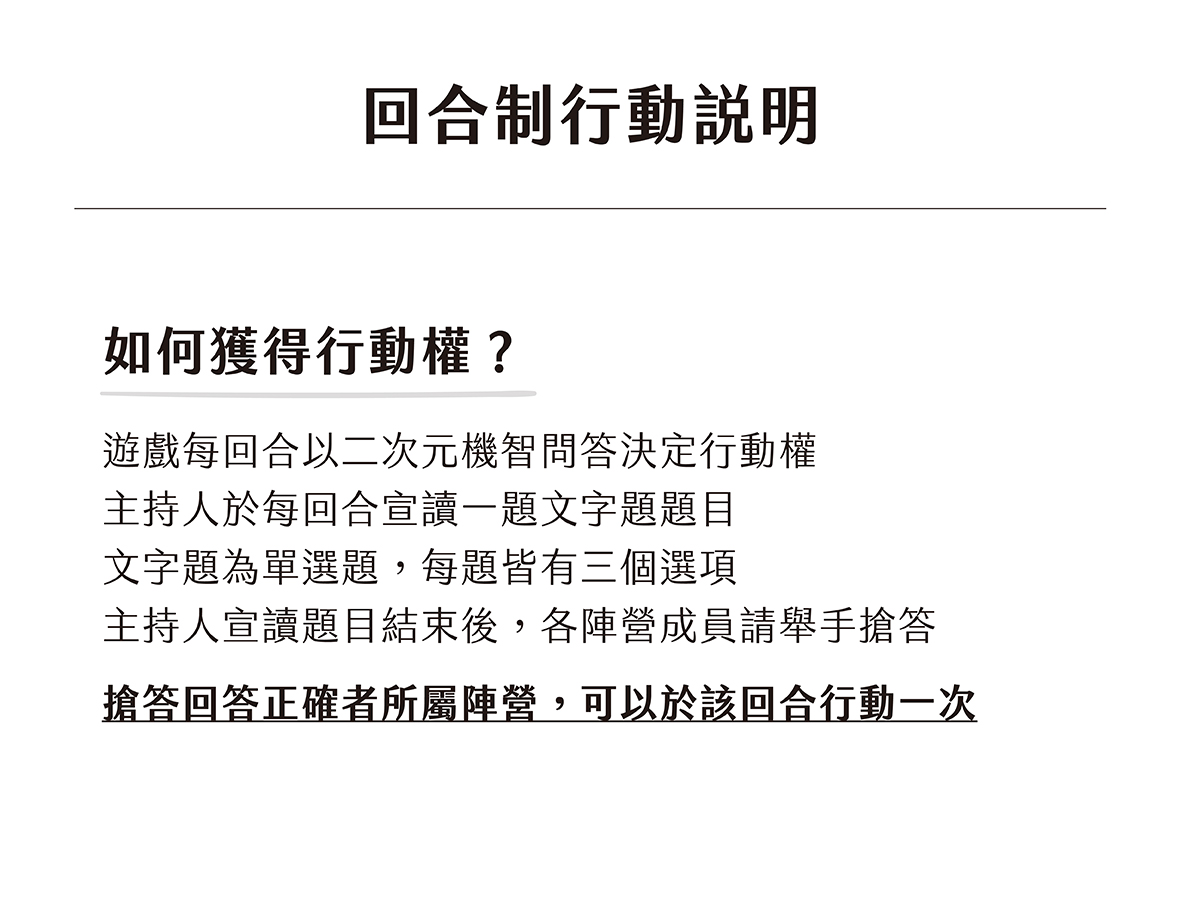 回合制行動説明
如何獲得行動權？
遊戲每回合以二次元機智問答決定行動權
主持人於每回合宣讀一題文字題題目
文字題為單選題，每題皆有三個選項
主持人宣讀題目結束後，各陣營成員請舉手搶答
搶答回答正確者所屬陣營，可以於該回合行動一次